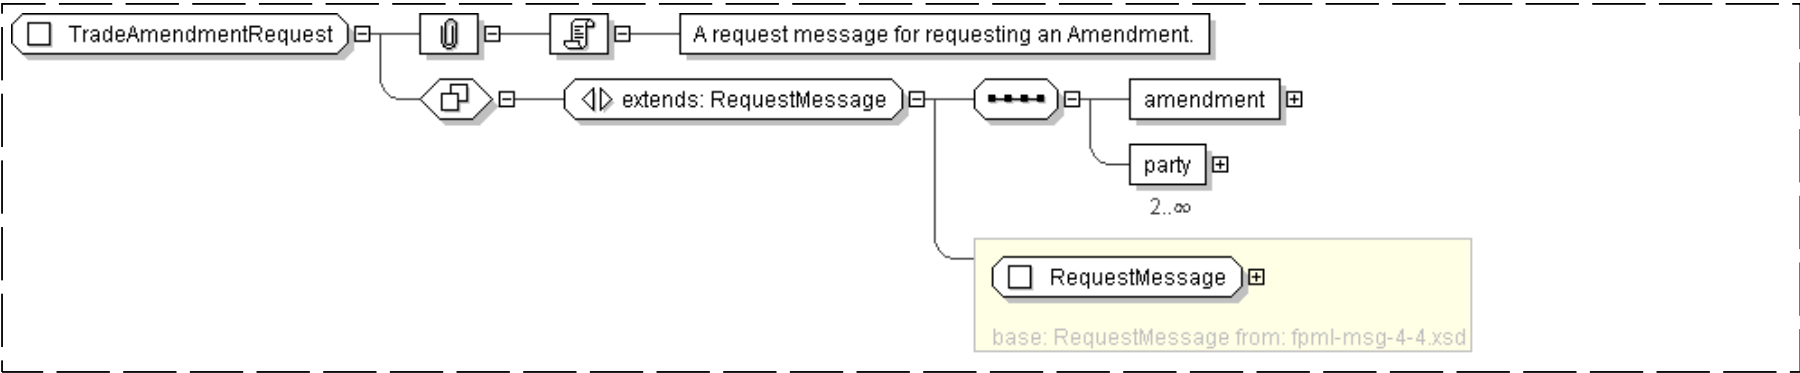 TradeAmendmentRequest
A request message for requesting an Amendment.
extends: RequestMessage
amendment
party
2..∞
RequestMessage
base: RequestMessage from: fpml-msg-4-4.xsd